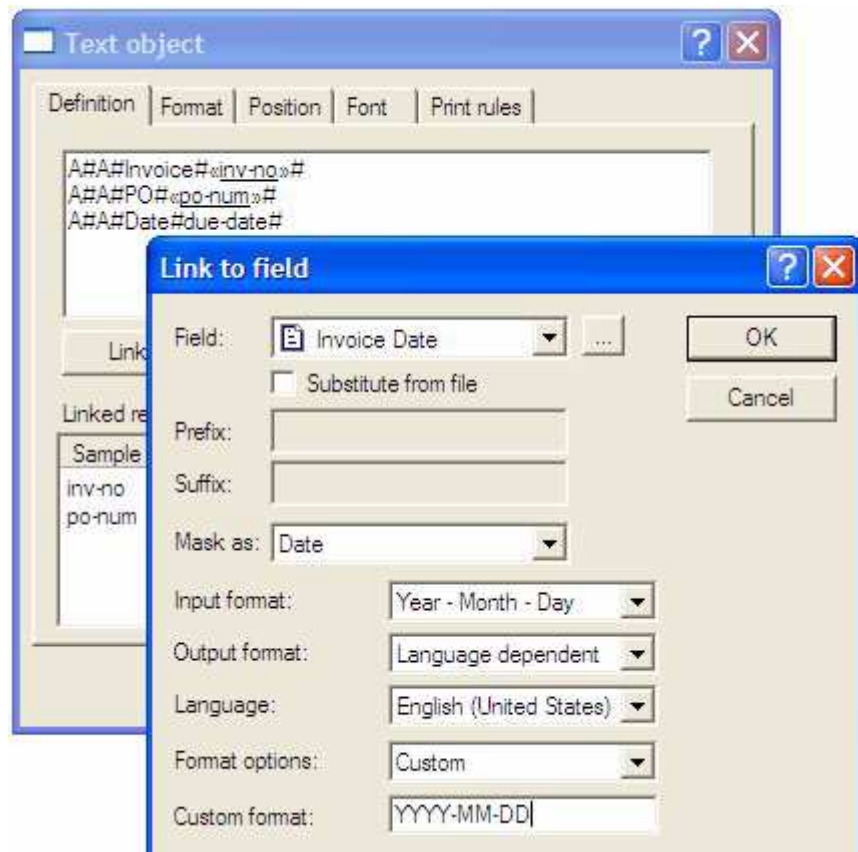 Text object
Definition Format Position Font Print rules
A#A#Invoice#«inv-no»#
A#A#PO#«po-num»#
A#A#Date#due-date#
Link
Linked re
Sample
inv-no
po-num
Link to field
Field: Invoice Date ... OK
Substitute from file Cancel
Prefix:
Suffix:
Mask as: Date
Input format: Year - Month - Day
Output format: Language dependent
Language: English (United States)
Format options: Custom
Custom format: YYYY-MM-DD